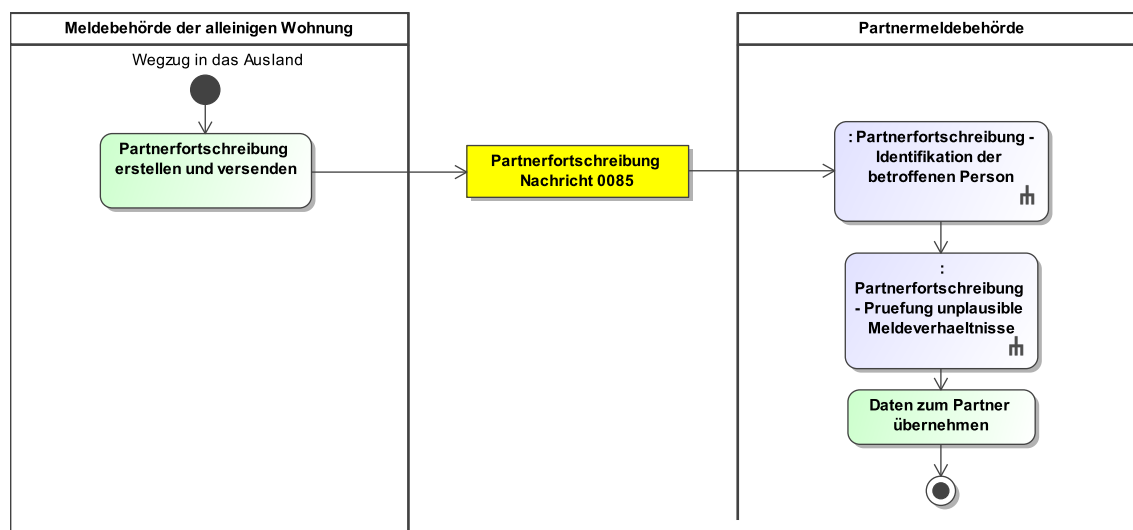 Meldebehörde der alleinigen Wohnung
Wegzug in das Ausland
Partnerfortschreibung
erstellen und versenden
Partnerfortschreibung
Nachricht 0085
Partnermeldebehörde
: Partnerfortschreibung -
Identifikation der
betroffenen Person
:
Partnerfortschreibung
- Pruefung unplausible
Meldeverhaeltnisse
Daten zum Partner
übernehmen